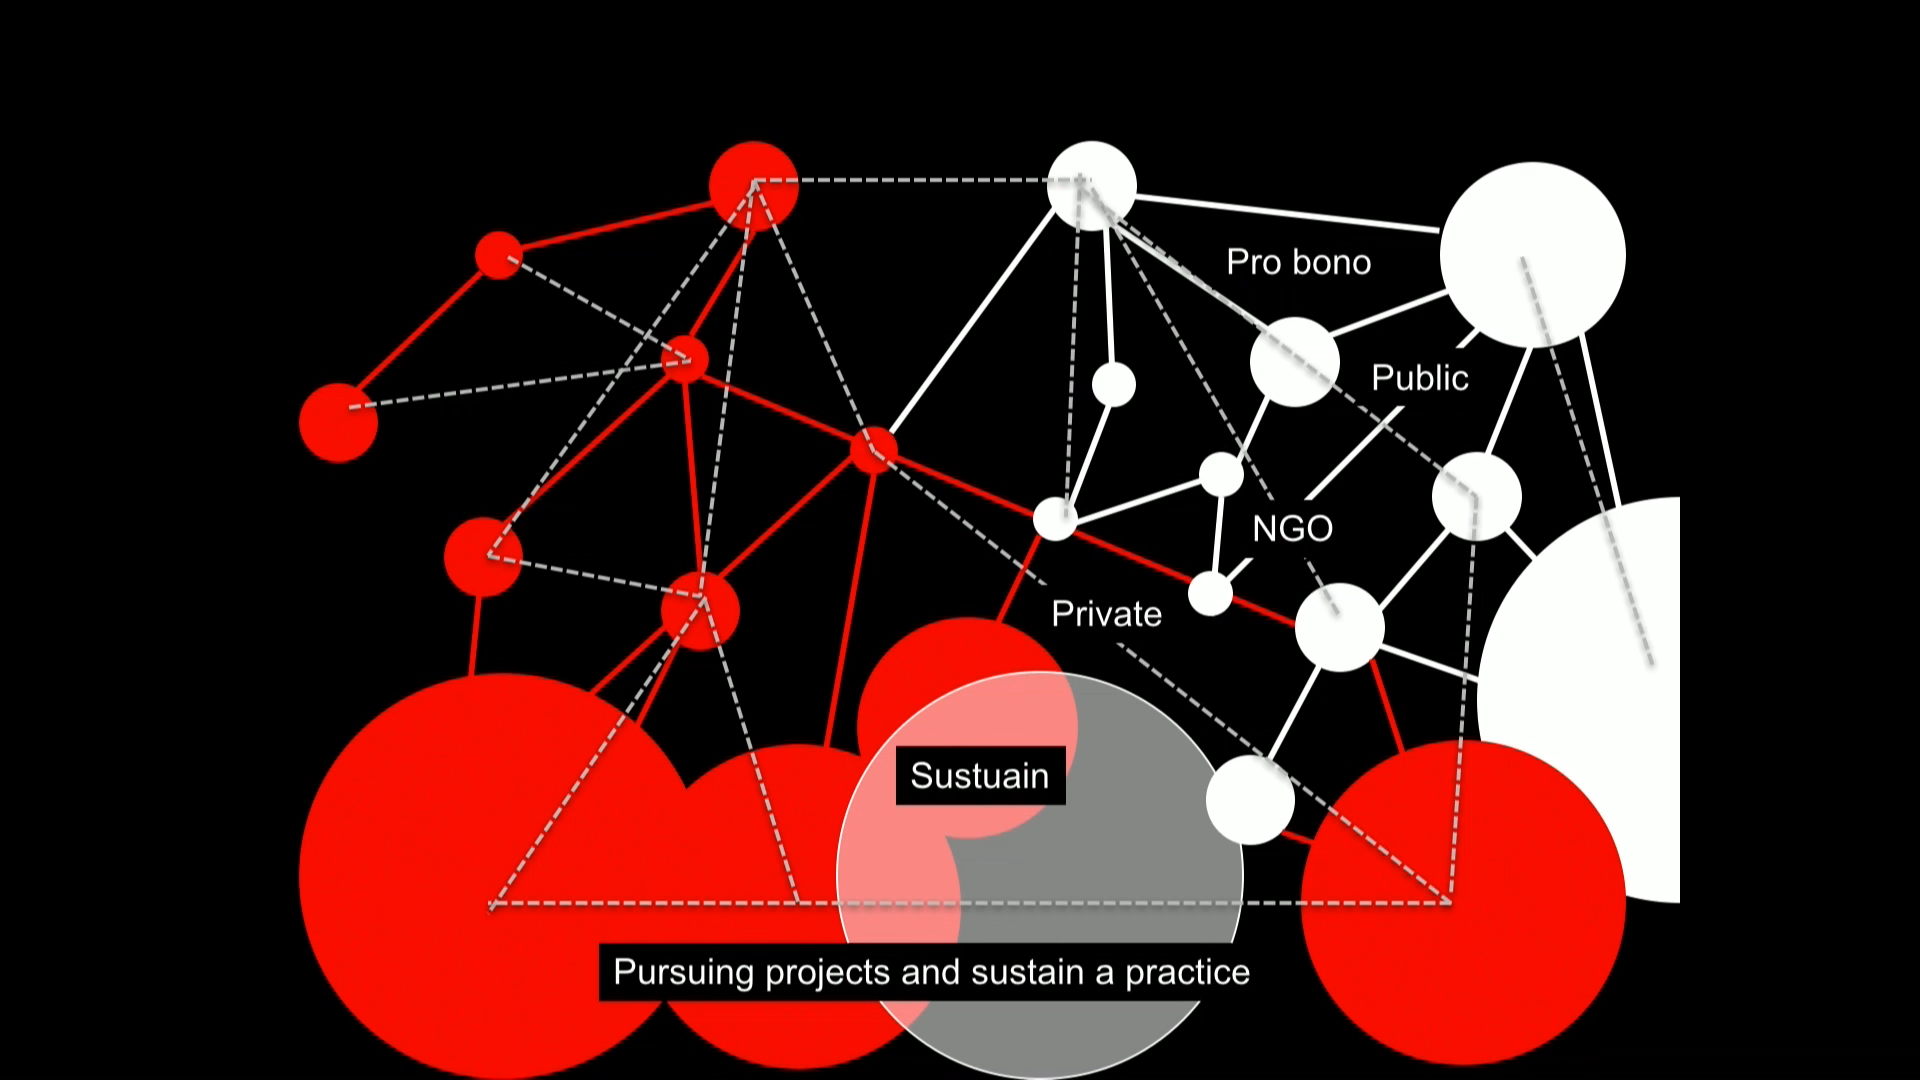 Pro bono
Public
NGO
Private
Sustuain
Pursuing projects and sustain a practice